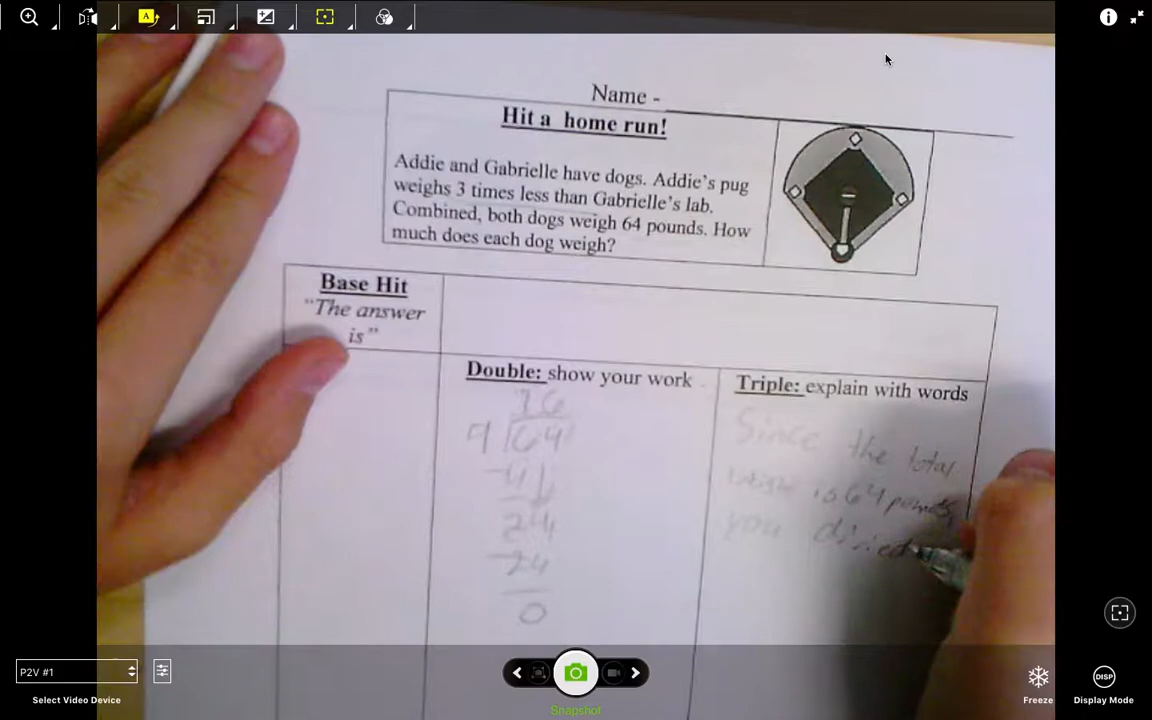 A
Name -
Hit a home run!
Addie and Gabrielle have dogs. Addie's pug
weighs 3 times less than Gabrielle's lab.
Combined, both dogs weigh 64 pounds. How
much does each dog weigh?
Base Hit
"The answer
is"
Double: show your work
16
64
24
-24
0
Triple: explain with words
Since the total
weight is 64 pounds,
you
P2V #1
Select Video Device
Snapshot
Freeze
DISP
Display Mode